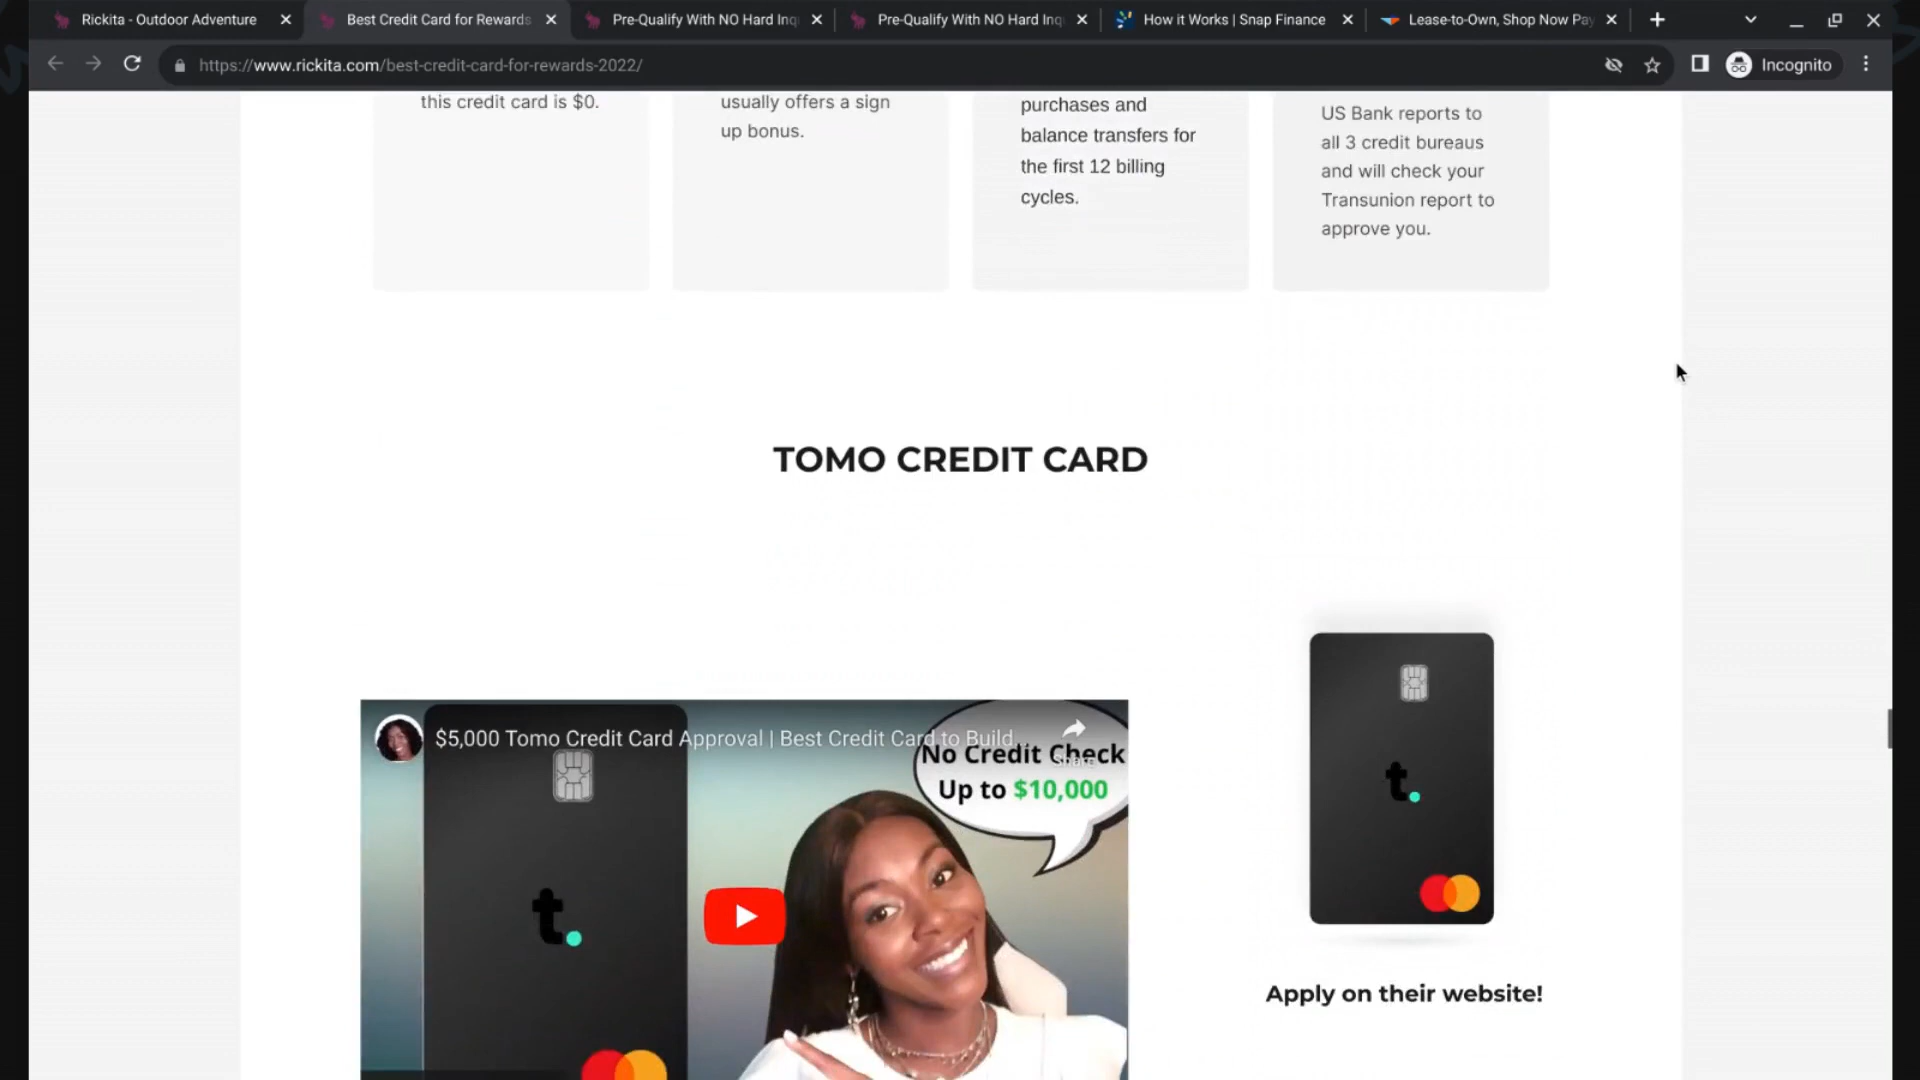 Rickita - Outdoor Adventure
Best Credit Card for Rewards
Pre-Qualify With NO Hard Inq
Pre-Qualify With NO Hard Inq
How it Works | Snap Finance
Lease-to-Own, Shop Now Pay
https://www.rickita.com/best-credit-card-for-rewards-2022/
Incognito
this credit card is $0.
usually offers a sign
up bonus.
purchases and
balance transfers for
the first 12 billing
cycles.
US Bank reports to
all 3 credit bureaus
and will check your
Transunion report to
approve you.
TOMO CREDIT CARD
$5,000 Tomo Credit Card Approval | Best Credit Card to Build...
Share
No Credit Check
Up to $10,000
t.
t.
Apply on their website!